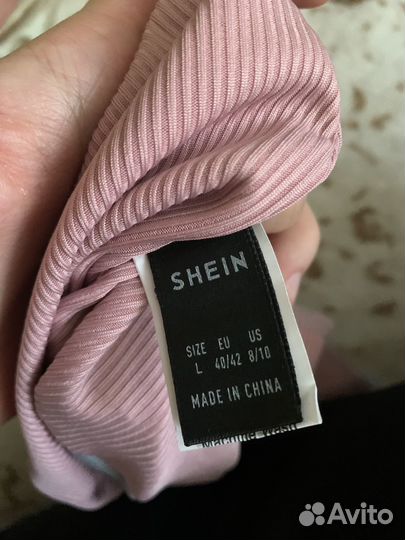 SHEIN
SIZE EU US
L 40/42 8/10
MADE IN CHINA
Machine Wash
Avito